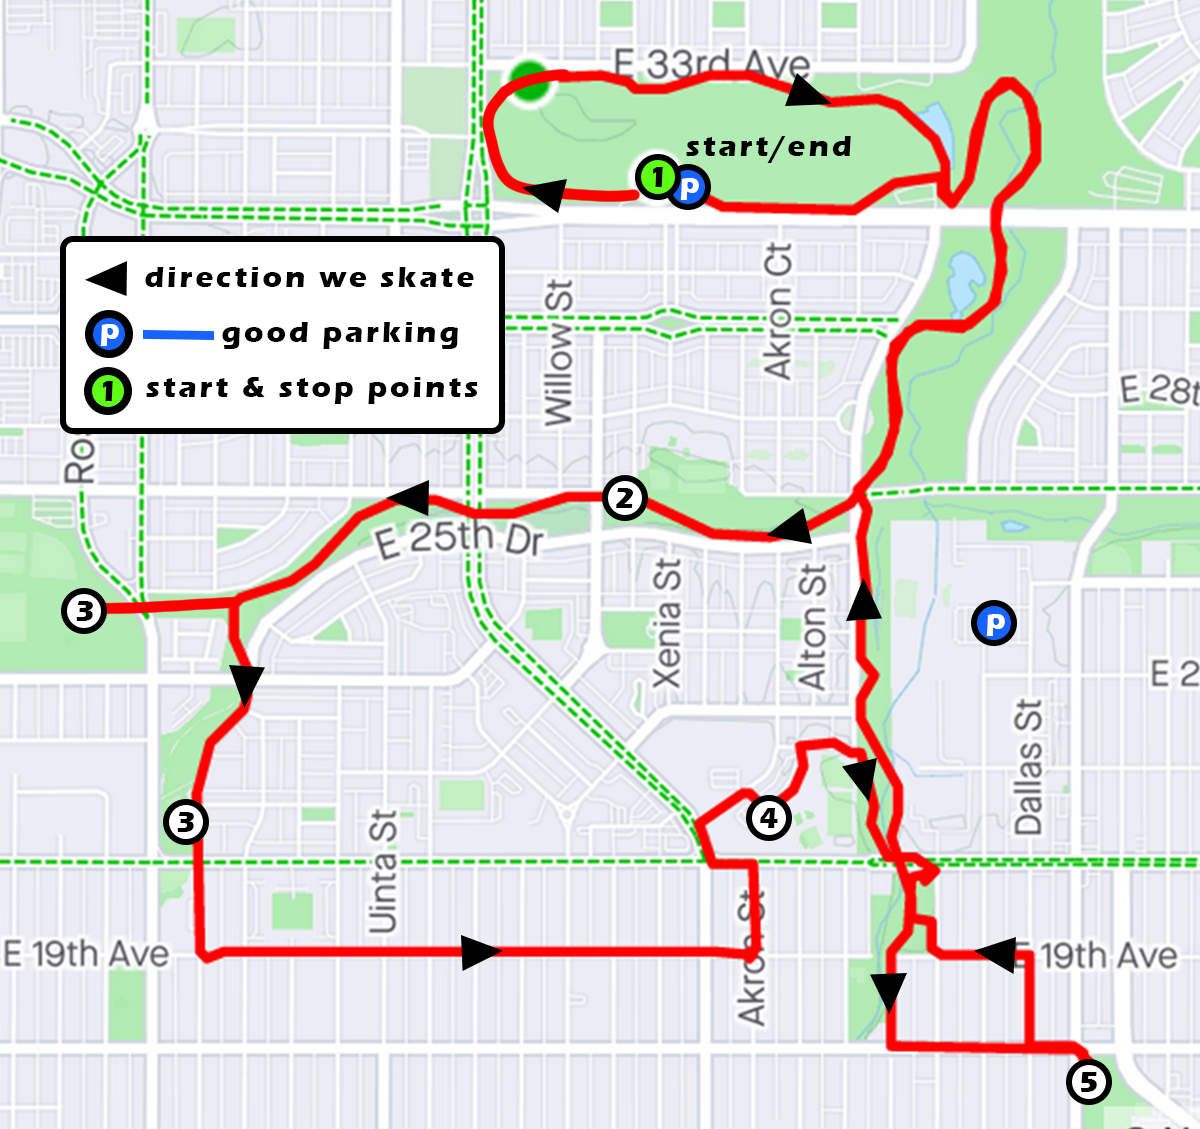 E 33rd Ave
start/end
1
P
direction we skate
P
good parking
1
start & stop points
Willow St
Akron Ct
E 28t
Ro
2
E 25th Dr
3
Xenia St
Alton St
P
E 2
Dallas St
3
4
Uinta St
E 19th Ave
Akron St
E 19th Ave
5